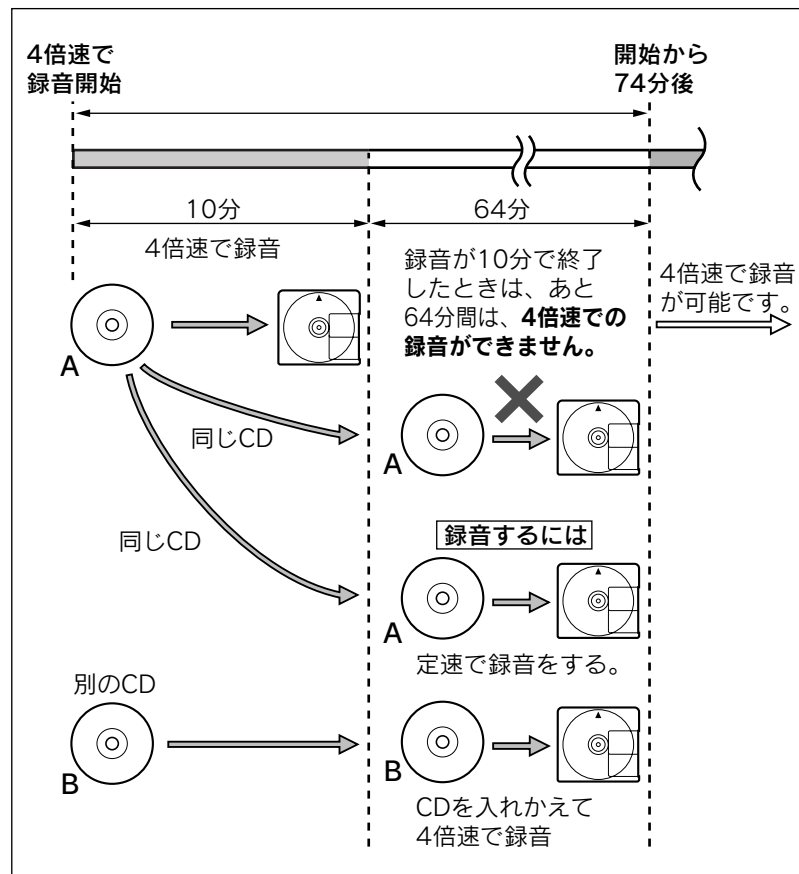 4倍速で
録音開始
開始から
74分後
10分
64分
4倍速で録音
録音が10分で終了
したときは、あと
64分間は、4倍速での
録音ができません。
4倍速で録音
が可能です。
A
同じCD
A
同じCD
録音するには
A
定速で録音をする。
別のCD
B
B
CDを入れかえて
4倍速で録音